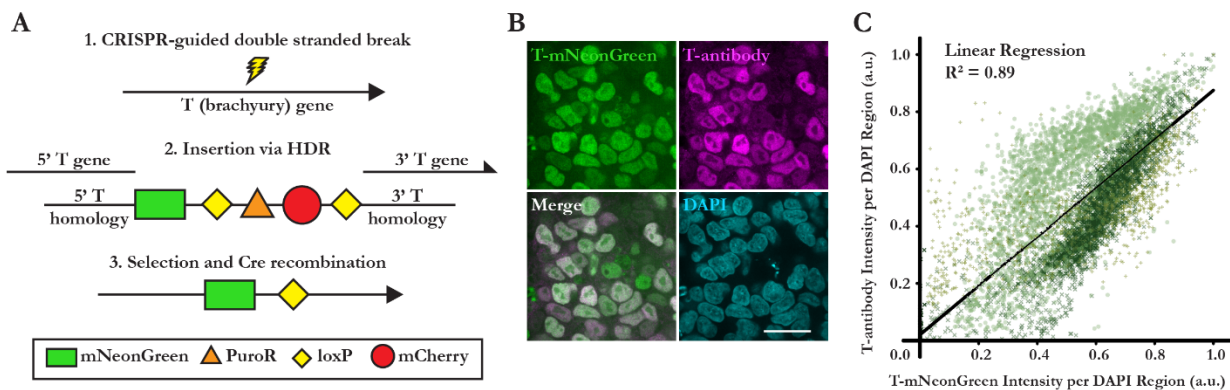 A
1. CRISPR-guided double stranded break
T (brachyury) gene
2. Insertion via HDR
5' T gene
3' T gene
5' T
homology
3' T
homology
3. Selection and Cre recombination
mNeonGreen
PuroR
loxP
mCherry
B
T-mNeonGreen
T-antibody
Merge
DAPI
C
Linear Regression
R² = 0.89
T-antibody Intensity per DAPI Region (a.u.)
1.0
0.8
0.6
0.4
0.2
0.0
0.2
0.4
0.6
0.8
1.0
T-mNeonGreen Intensity per DAPI Region (a.u.)